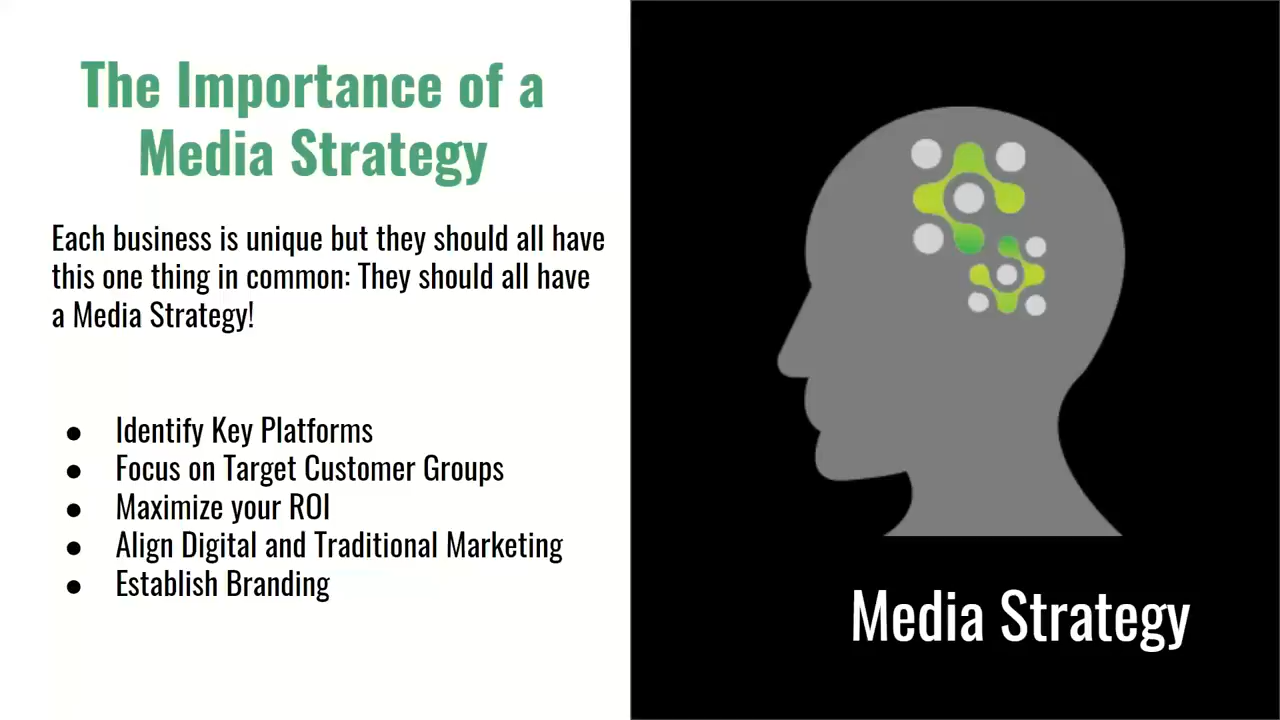 The Importance of a
Media Strategy
Each business is unique but they should all have
this one thing in common: They should all have
a Media Strategy!
● Identify Key Platforms
● Focus on Target Customer Groups
● Maximize your ROI
● Align Digital and Traditional Marketing
● Establish Branding
Media Strategy